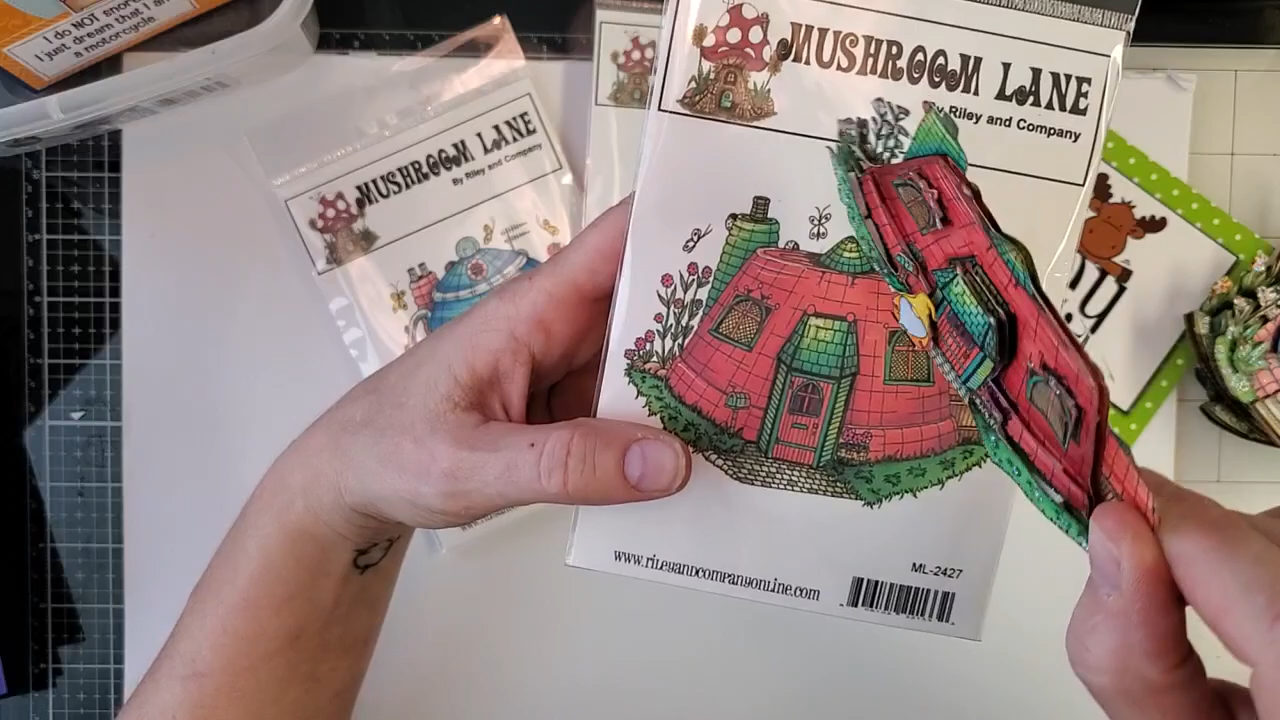 I do NOT snore
I just dream that I am
a motorcycle.
MUSHROOM LANE
By Riley and Company
MUSHROOM LANE
By Riley and Company
www.rileyandcompanyonline.com
ML-2427